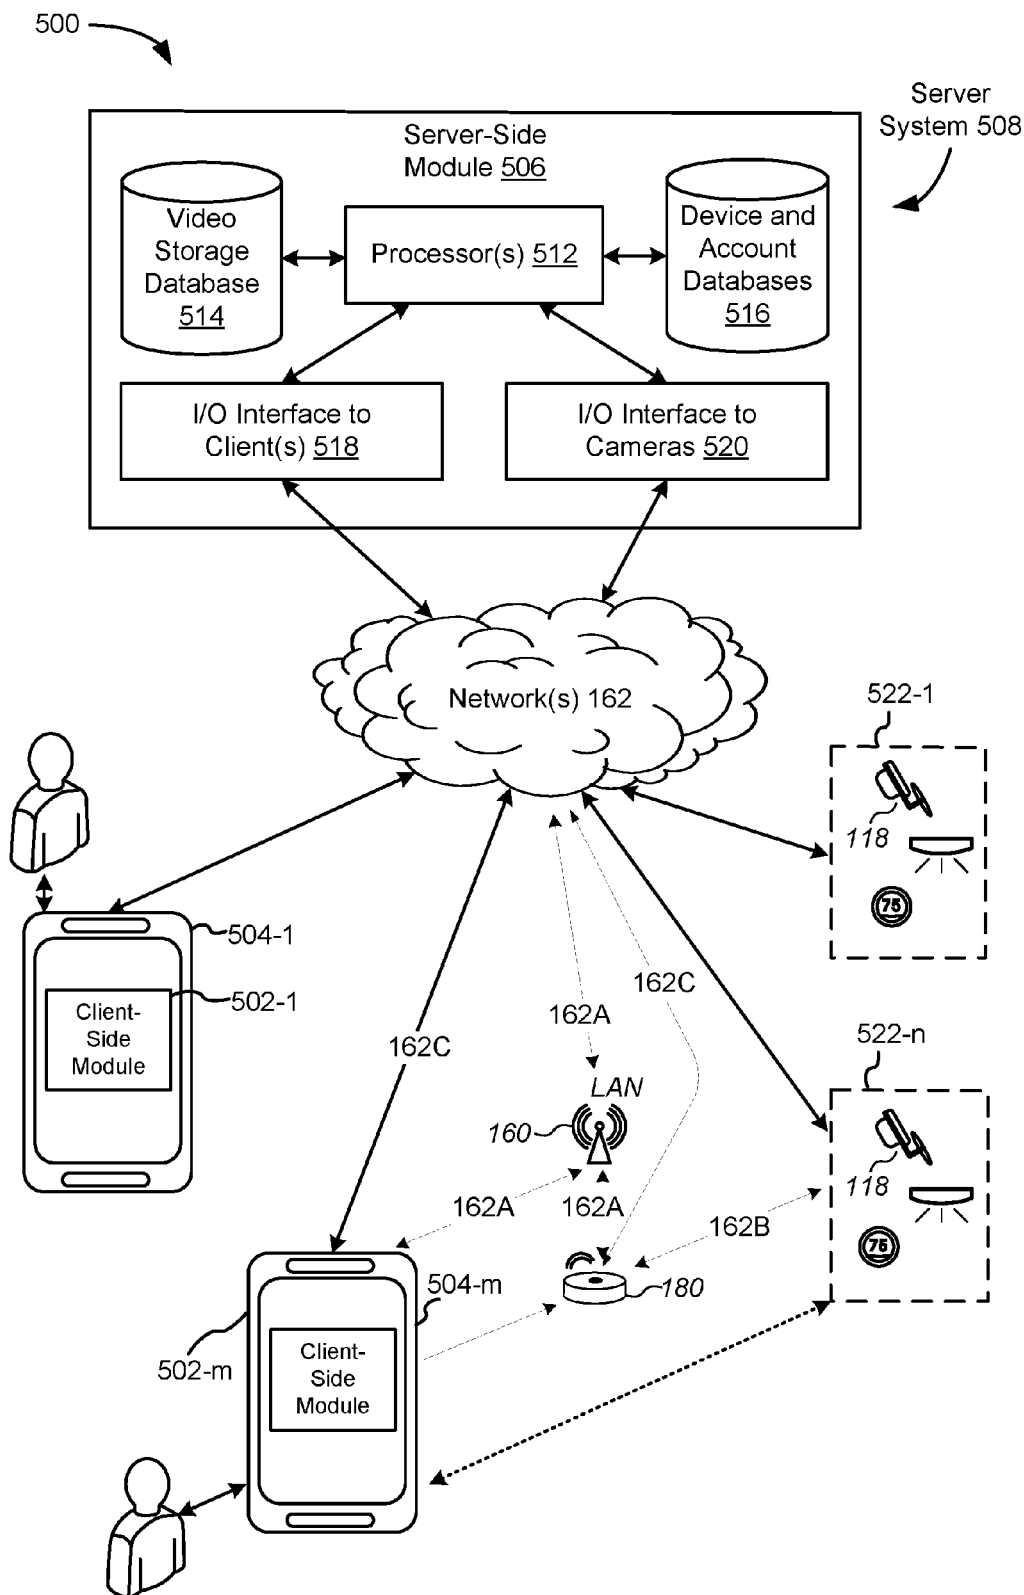 500
Server
System 508
Server-Side
Module 506
Video
Storage
Database
514
Processor(s) 512
Device and
Account
Databases
516
I/O Interface to
Client(s) 518
I/O Interface to
Cameras 520
Network(s) 162
522-1
118
75
504-1
502-1
Client-
Side
Module
162C
162A
162C
LAN
160
522-n
118
75
162A
162A
162B
180
504-m
502-m
Client-
Side
Module